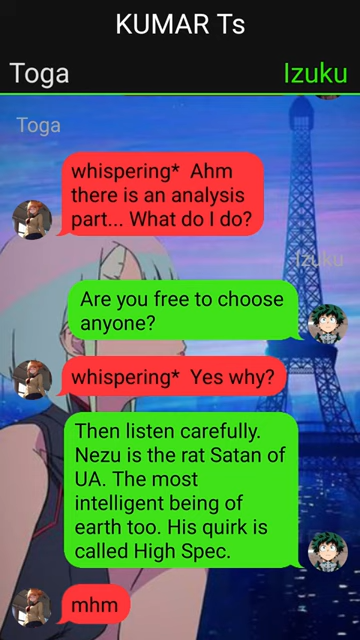 KUMAR Ts
Toga
Izuku
Toga
whispering*  Ahm
there is an analysis
part... What do I do?
Izuku
Are you free to choose
anyone?
whispering*  Yes why?
Then listen carefully.
Nezu is the rat Satan of
UA. The most
intelligent being of
earth too. His quirk is
called High Spec.
mhm